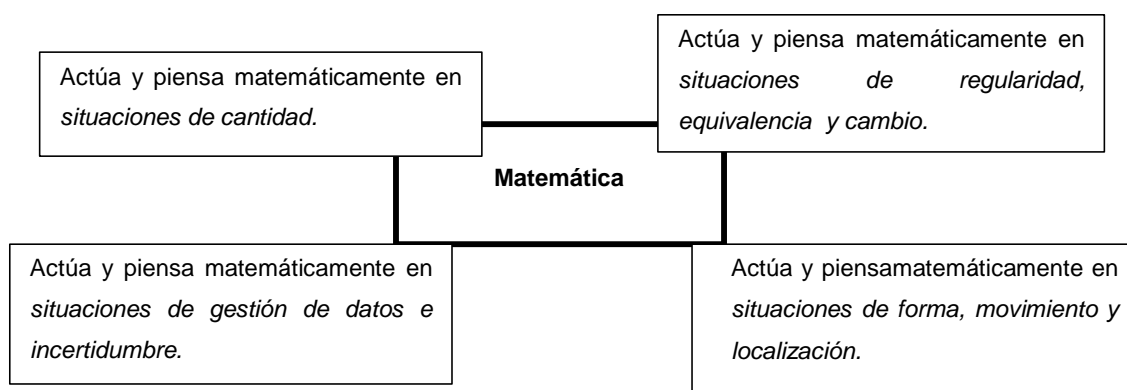 Actúa y piensa matemáticamente en
situaciones de cantidad.
Actúa y piensa matemáticamente en
situaciones de regularidad,
equivalencia y cambio.
Matemática
Actúa y piensa matemáticamente en
situaciones de gestión de datos e
incertidumbre.
Actúa y piensamatemáticamente en
situaciones de forma, movimiento y
localización.